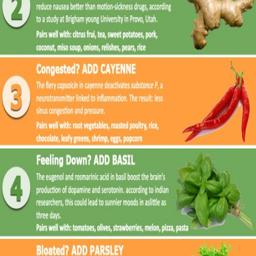 2
reduce nausea better than motion-sickness drugs, according
to a study at Brigham young University in Provo, Utah.
Pairs well with: citrus frui, tea, sweet potatoes, pork,
coconut, miso soup, onions, relishes, pears, rice
Congested? ADD CAYENNE
3
The fiery capsaicin in cayenne deactivates substance P, a
neurotransmitter linked to inflammation. The result: less
sinus congestion and pressure.
Pairs well with: root vegetables, roasted poultry, rice,
chocolate, leafy greens, shrimp, eggs, popcorn
Feeling Down? ADD BASIL
4
The eugenol and rosmarinic acid in basil boost the brain's
production of dopamine and serotonin. according to indian
researchers, this could lead to sunnier moods in aslitle as
three days.
Pairs well with: tomatoes, olives, strawberries, melon, pizza, pasta
Bloated? ADD PARSLEY